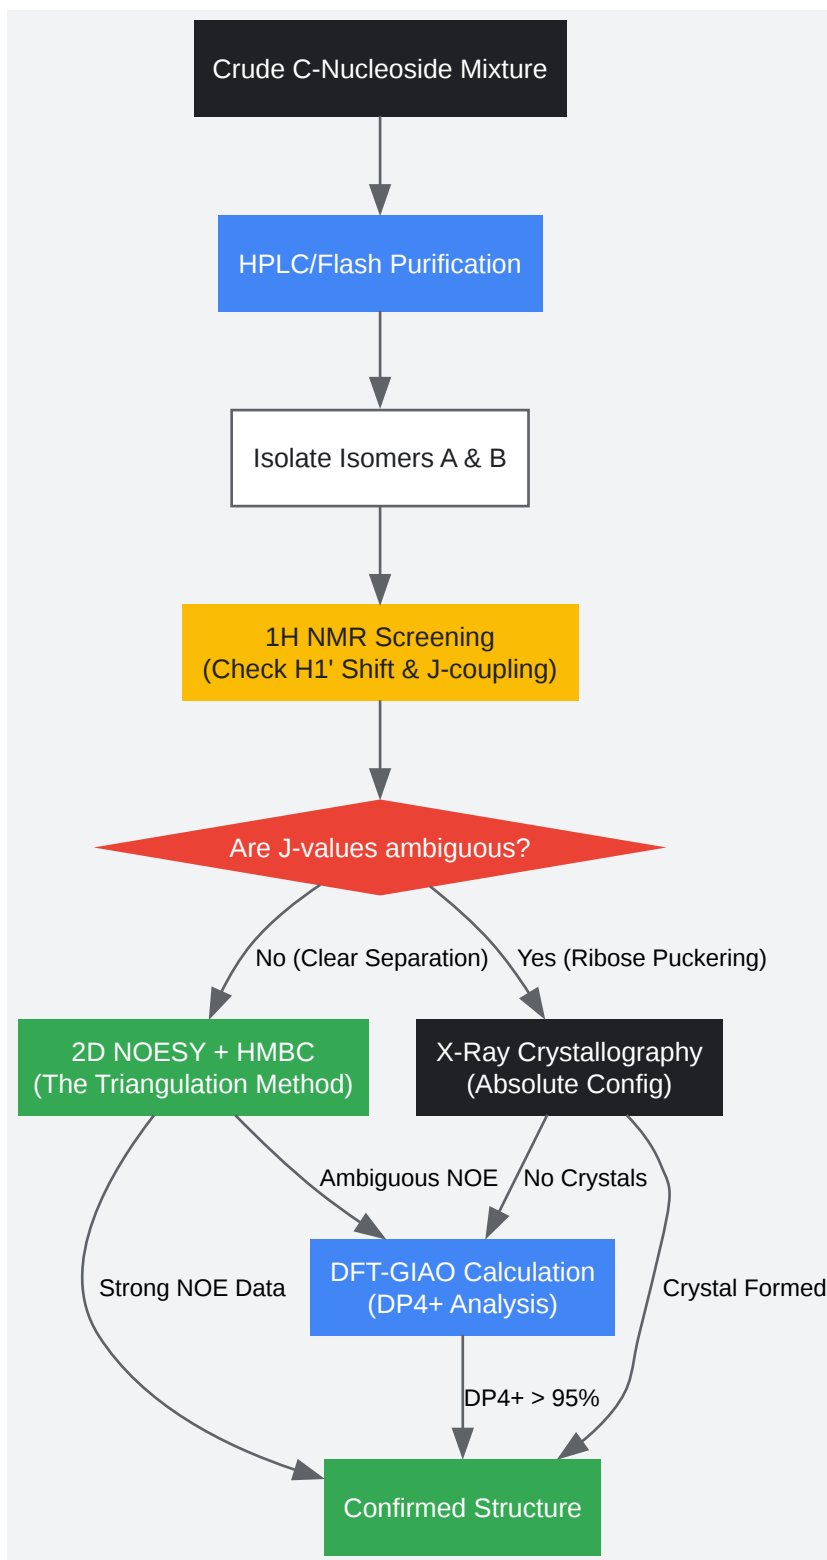 Crude C-Nucleoside Mixture
HPLC/Flash Purification
Isolate Isomers A & B
1H NMR Screening
(Check H1' Shift & J-coupling)
Are J-values ambiguous?
No (Clear Separation)
Yes (Ribose Puckering)
2D NOESY + HMBC
(The Triangulation Method)
X-Ray Crystallography
(Absolute Config)
Ambiguous NOE
No Crystals
Strong NOE Data
DFT-GIAO Calculation
(DP4+ Analysis)
Crystal Formed
DP4+ > 95%
Confirmed Structure